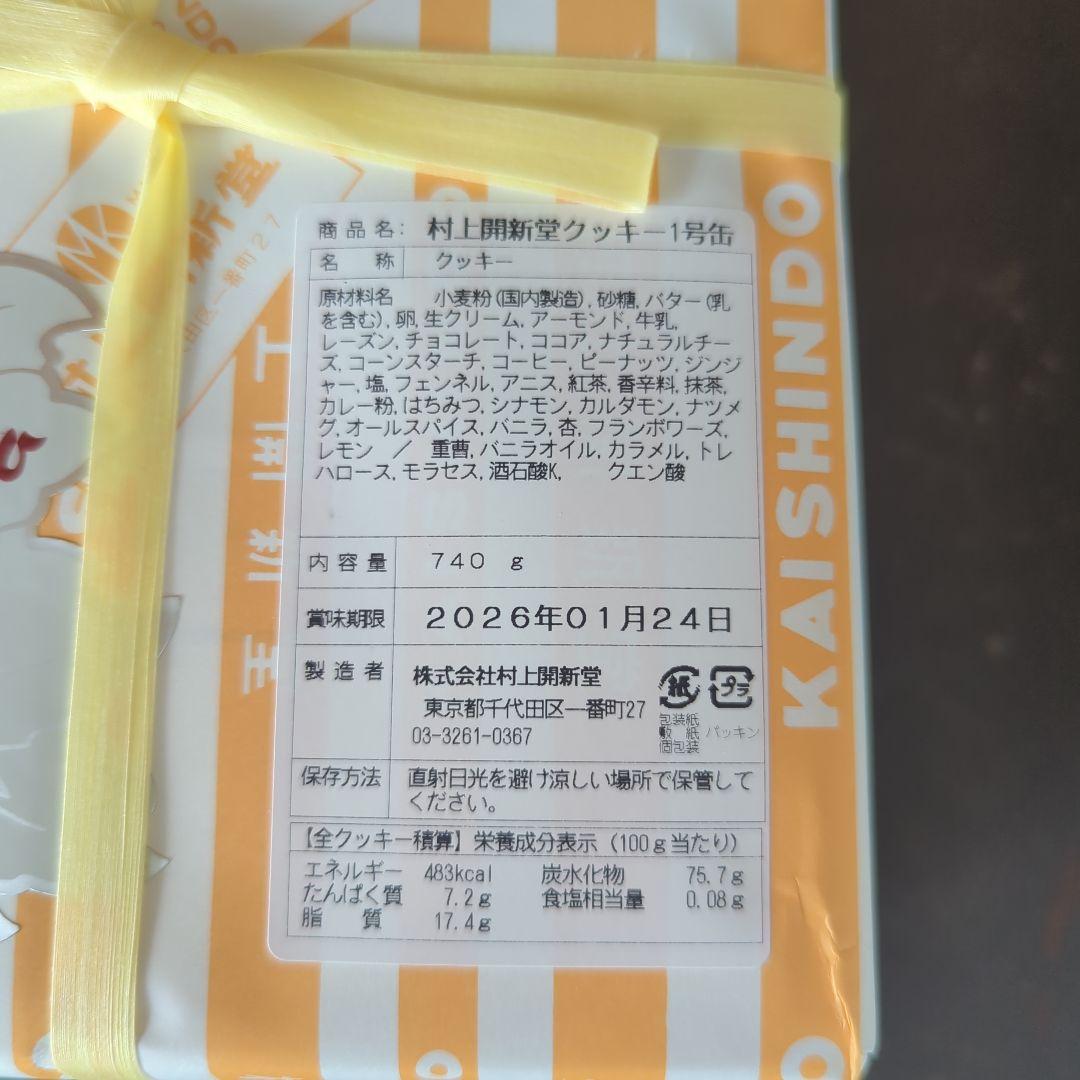 新堂
一番町27
KAISHINDO
商品名: 村上開新堂クッキー1号缶
名 称 クッキー
原材料名 小麦粉(国内製造), 砂糖, バター(乳
を含む), 卵, 生クリーム, アーモンド, 牛乳,
レーズン, チョコレート, ココア, ナチュラルチー
ズ, コーンスターチ, コーヒー, ピーナッツ, ジンジ
ャー, 塩, フェンネル, アニス, 紅茶, 香辛料, 抹茶,
カレー粉, はちみつ, シナモン, カルダモン, ナツメ
グ, オールスパイス, バニラ, 杏, フランボワーズ,
レモン ／ 重曹, バニラオイル, カラメル, トレ
ハロース, モラセス, 酒石酸K, クエン酸
内容量 740 g
賞味期限 2026年01月24日
製造者 株式会社村上開新堂
東京都千代田区一番町27
03-3261-0367
紙 プラ
包装紙
敷 紙 パッキン
個包装
保存方法 直射日光を避け涼しい場所で保管して
ください。
【全クッキー積算】栄養成分表示(100g当たり)
エネルギー 483kcal 炭水化物 75.7g
たんぱく質 7.2g 食塩相当量 0.08g
脂 質 17.4g